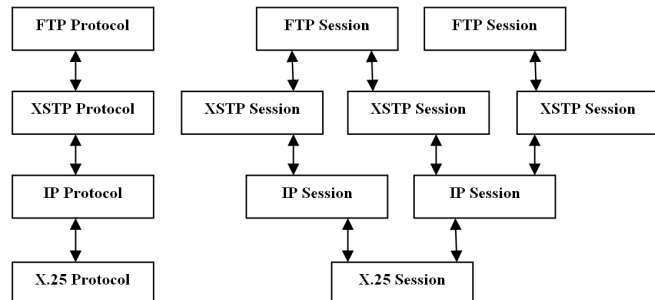 FTP Protocol
FTP Session
FTP Session
XSTP Protocol
XSTP Session
XSTP Session
XSTP Session
IP Protocol
IP Session
IP Session
X.25 Protocol
X.25 Session